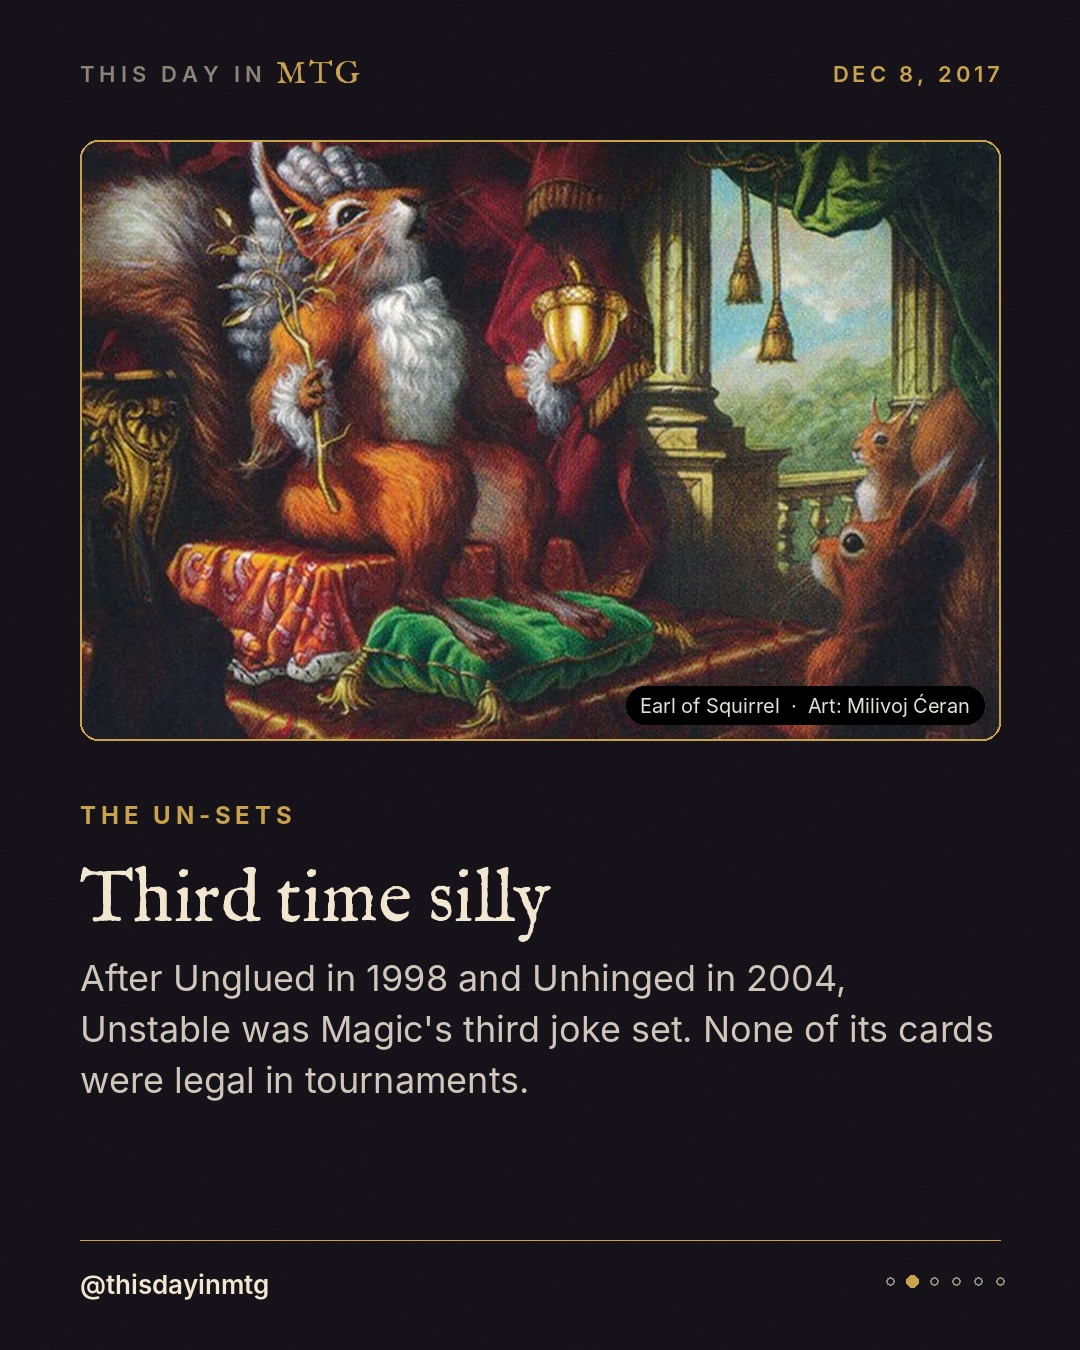 THIS DAY IN MTG
DEC 8, 2017
Earl of Squirrel · Art: Milivoj Ćeran
THE UN-SETS
Third time silly
After Unglued in 1998 and Unhinged in 2004,
Unstable was Magic's third joke set. None of its cards
were legal in tournaments.
@thisdayinmtg